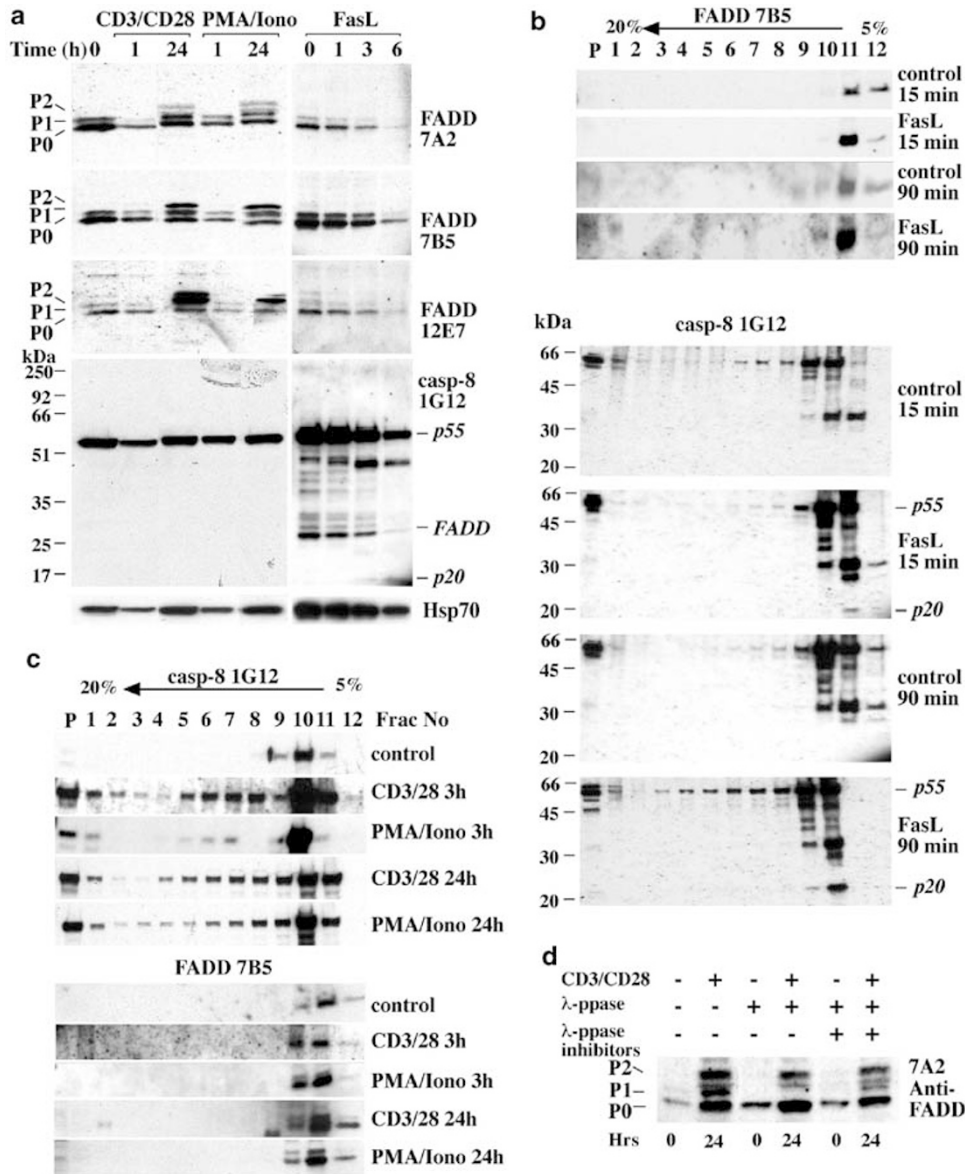 a
CD3/CD28 PMA/Iono FasL
Time (h) 0 1 24 1 24 0 1 3 6
P2
P1
P0
FADD
7A2
P2
P1
P0
FADD
7B5
P2
P1
P0
FADD
12E7
kDa
250
92
66
51
35
25
17
casp-8
1G12
p55
FADD
p20
Hsp70
b
FADD 7B5
20% 5%
P 1 2 3 4 5 6 7 8 9 10 11 12
control
15 min
FasL
15 min
control
90 min
FasL
90 min
kDa
casp-8 1G12
66
45
30
20
control
15 min
66
45
30
20
p55
FasL
15 min
p20
66
45
30
20
control
90 min
66
45
30
20
p55
FasL
90 min
p20
c
casp-8 1G12
20% 5%
P 1 2 3 4 5 6 7 8 9 10 11 12 Frac No
control
CD3/28 3h
PMA/Iono 3h
CD3/28 24h
PMA/Iono 24h
FADD 7B5
control
CD3/28 3h
PMA/Iono 3h
CD3/28 24h
PMA/Iono 24h
d
CD3/CD28 - + - + - +
λ-ppase - - + + + +
λ-ppase
inhibitors - - - - + +
P2
P1
P0
7A2
Anti-
FADD
Hrs 0 24 0 24 0 24